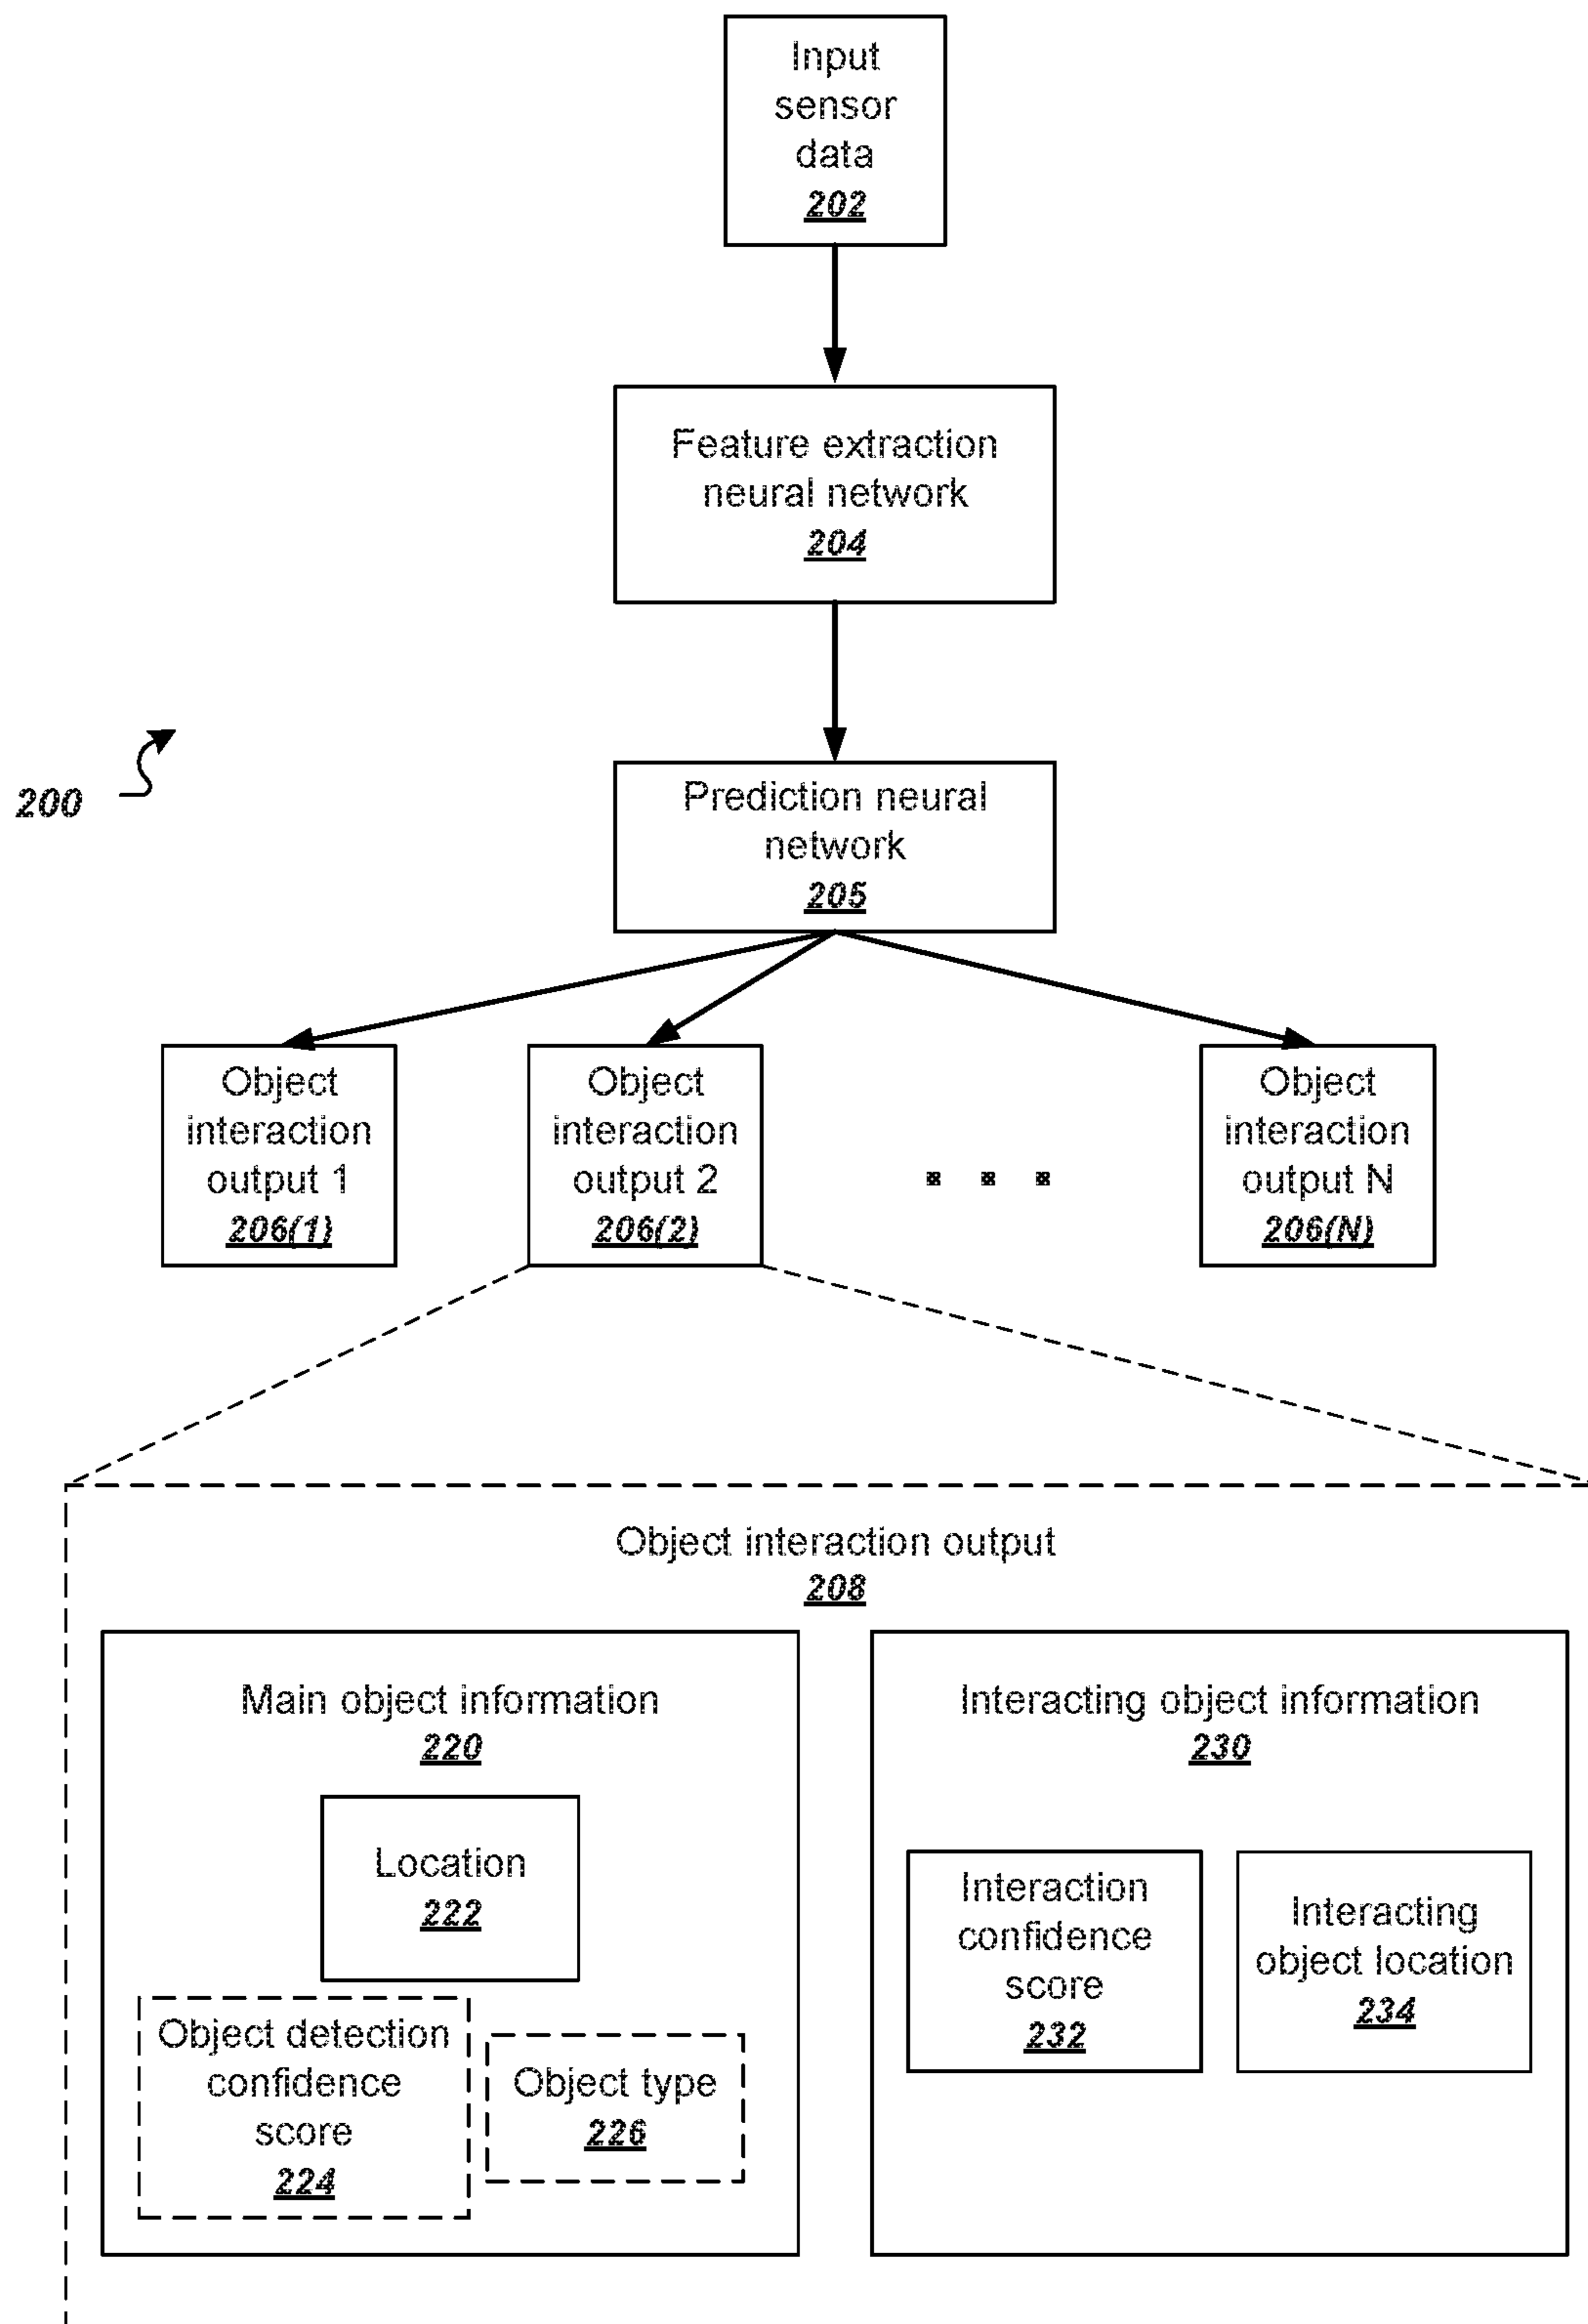 Input
sensor
data
202
Feature extraction
neural network
204
200
Prediction neural
network
205
Object
interaction
output 1
206(1)
Object
interaction
output 2
206(2)
Object
interaction
output N
206(N)
Object interaction output
208
Main object information
220
Location
222
Object detection
confidence
score
224
Object type
226
Interacting object information
230
Interaction
confidence
score
232
Interacting
object location
234